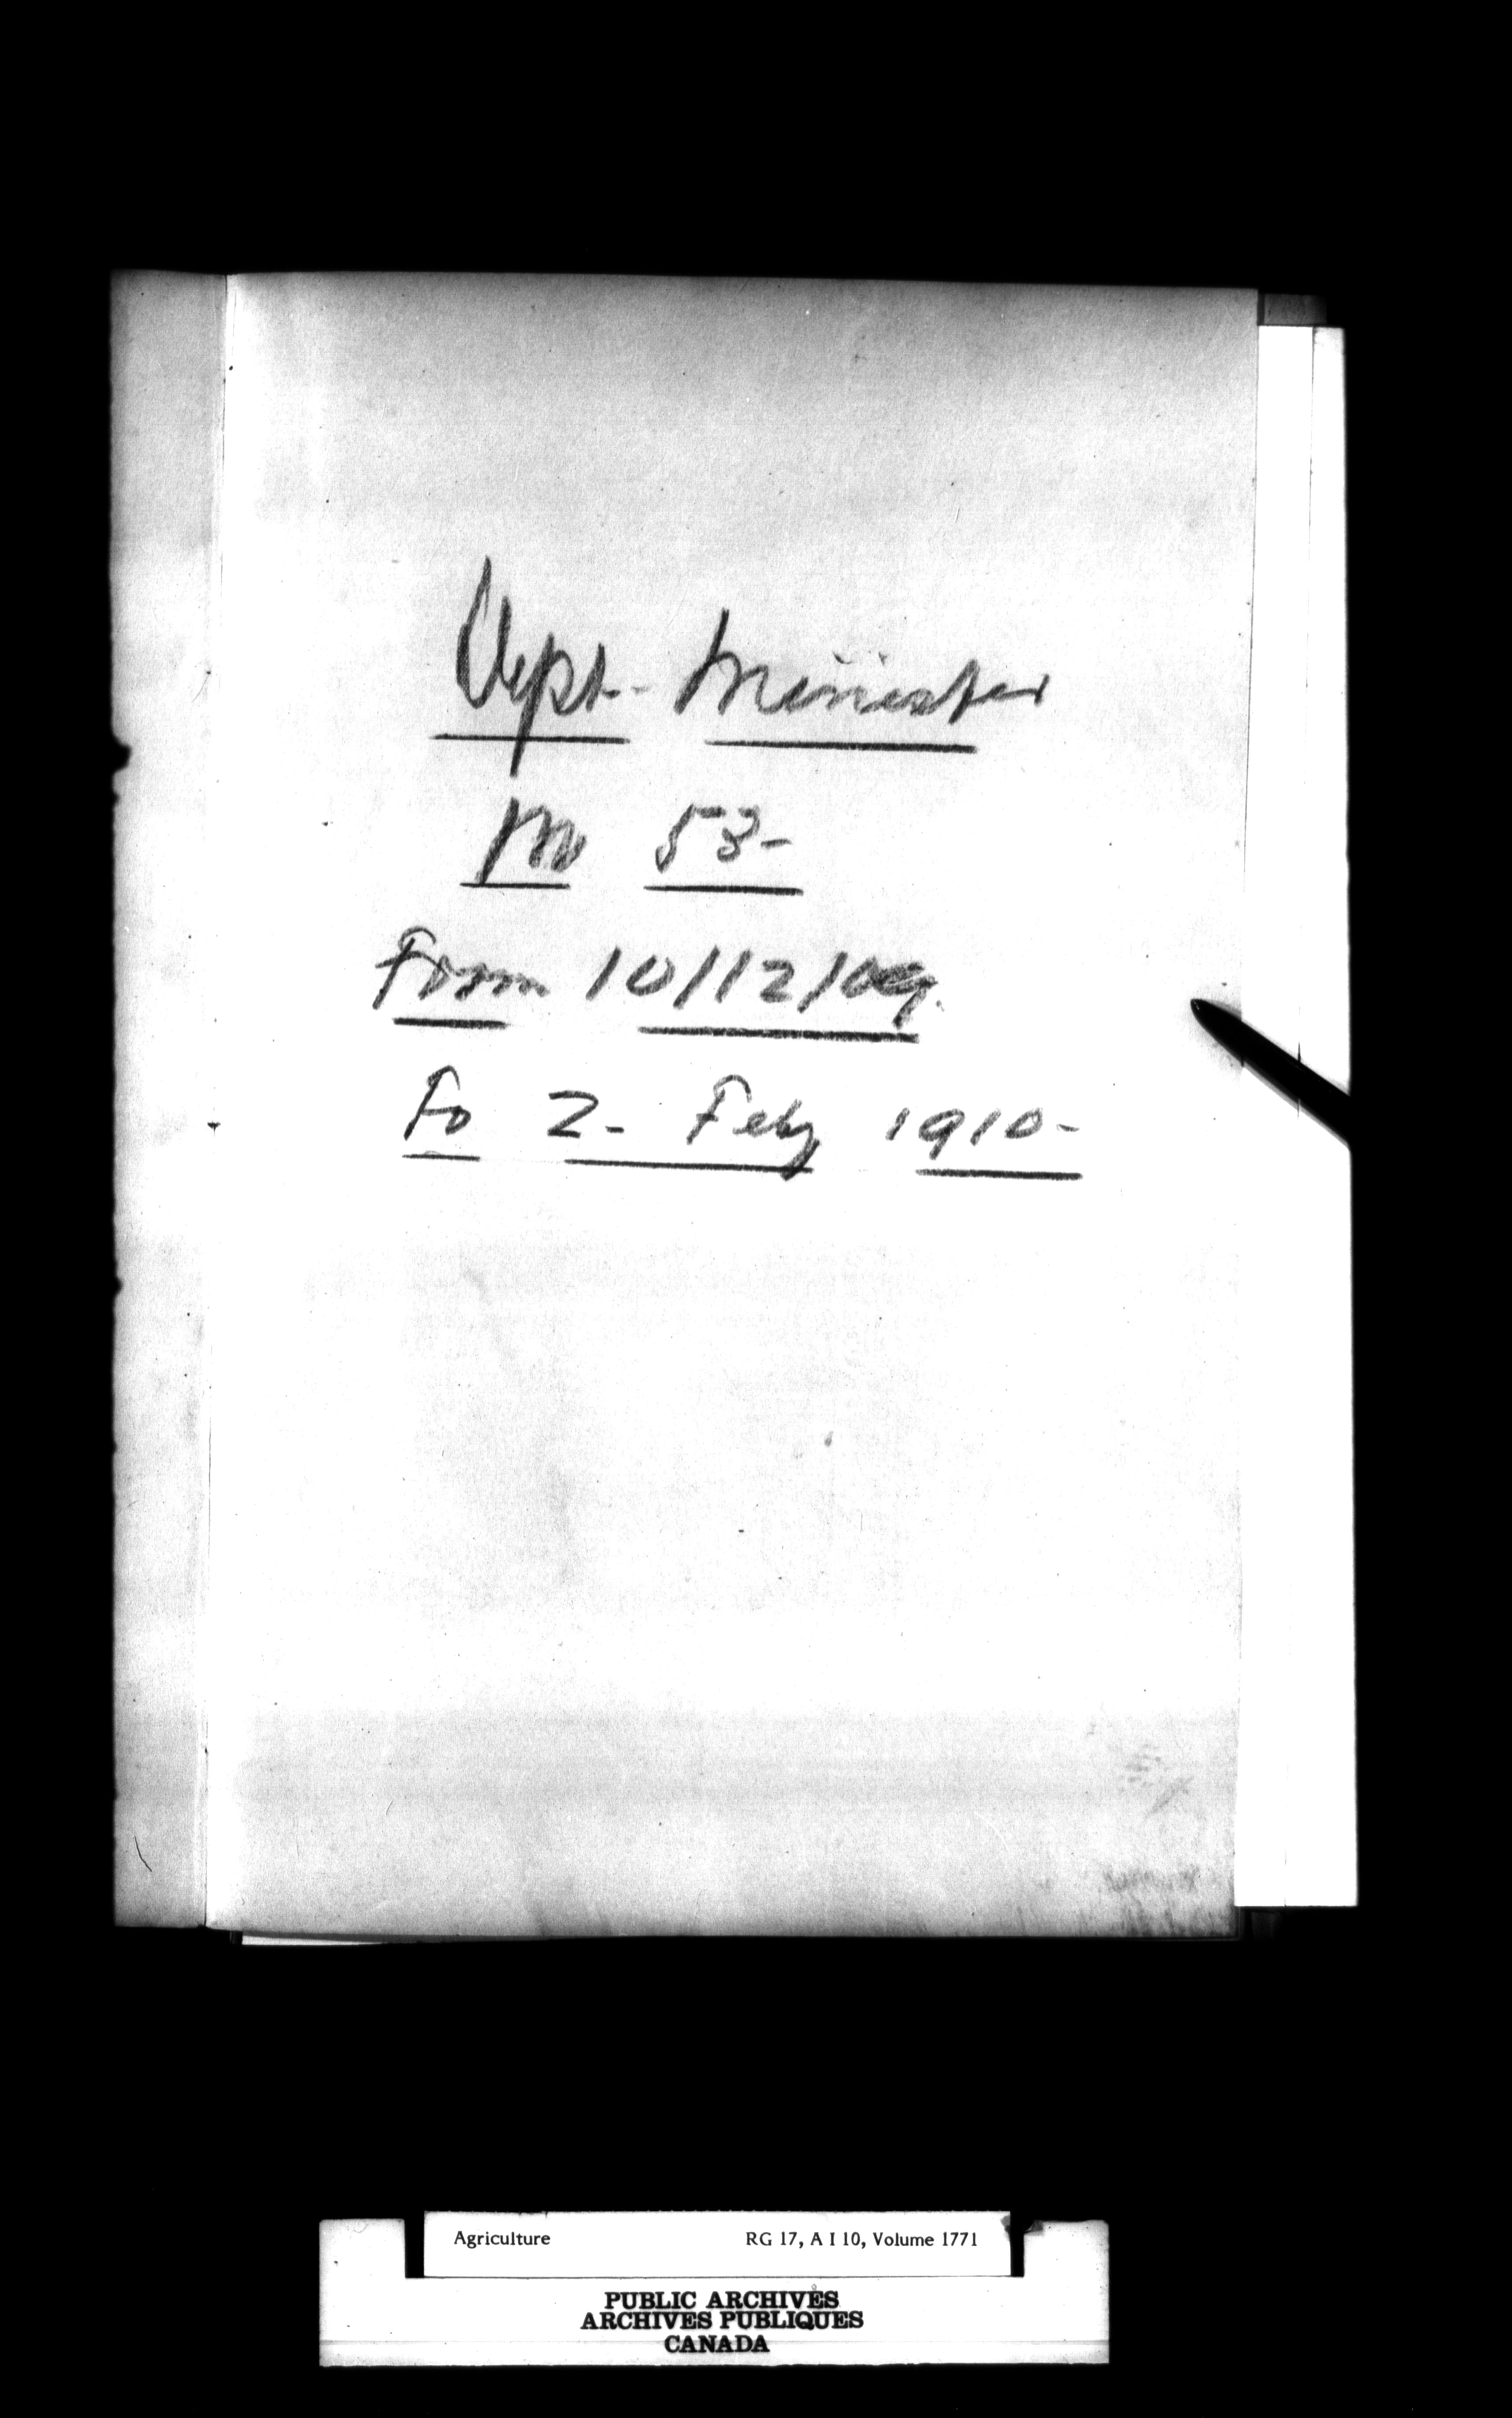 Dept. Minister
No 53-
From 10/12/09.
To 2- Feby 1910-
Agriculture RG 17, A I 10, Volume 1771
PUBLIC ARCHIVES
ARCHIVES PUBLIQUES
CANADA